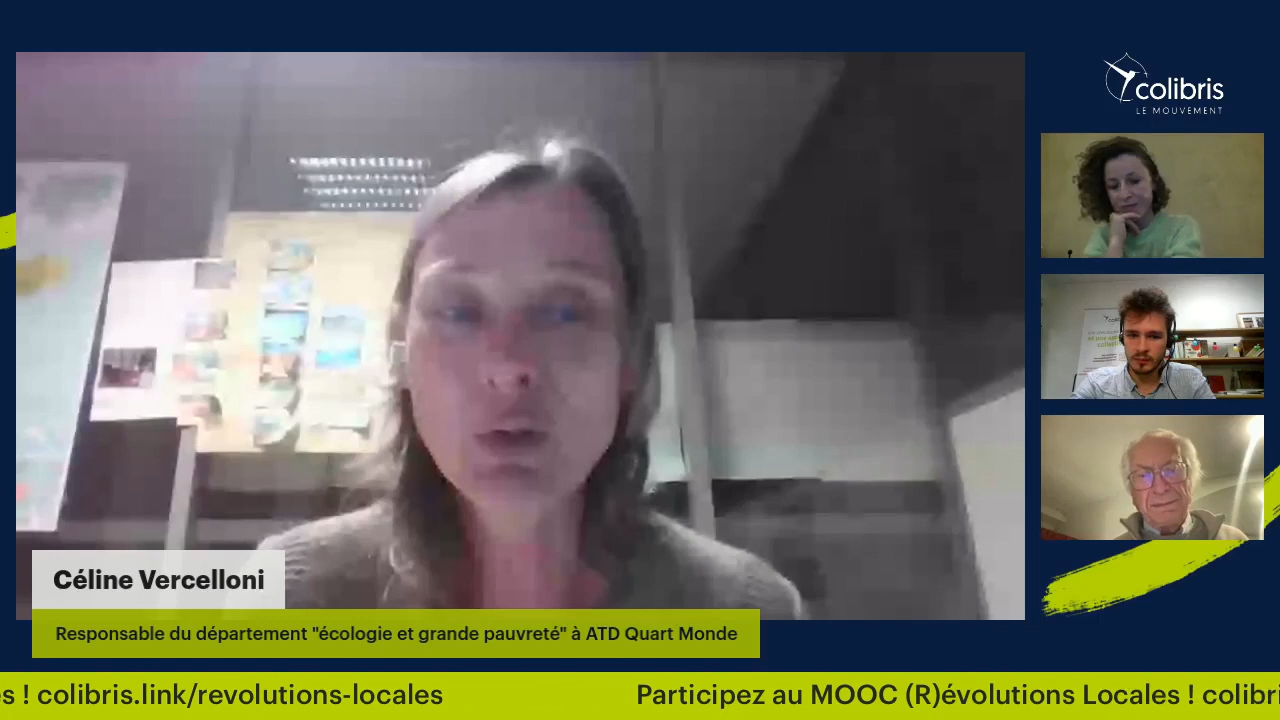 colibris
LE MOUVEMENT
Céline Vercelloni
Responsable du département "écologie et grande pauvreté" à ATD Quart Monde
s ! colibris.link/revolutions-locales Participez au MOOC (R)évolutions Locales ! colibri